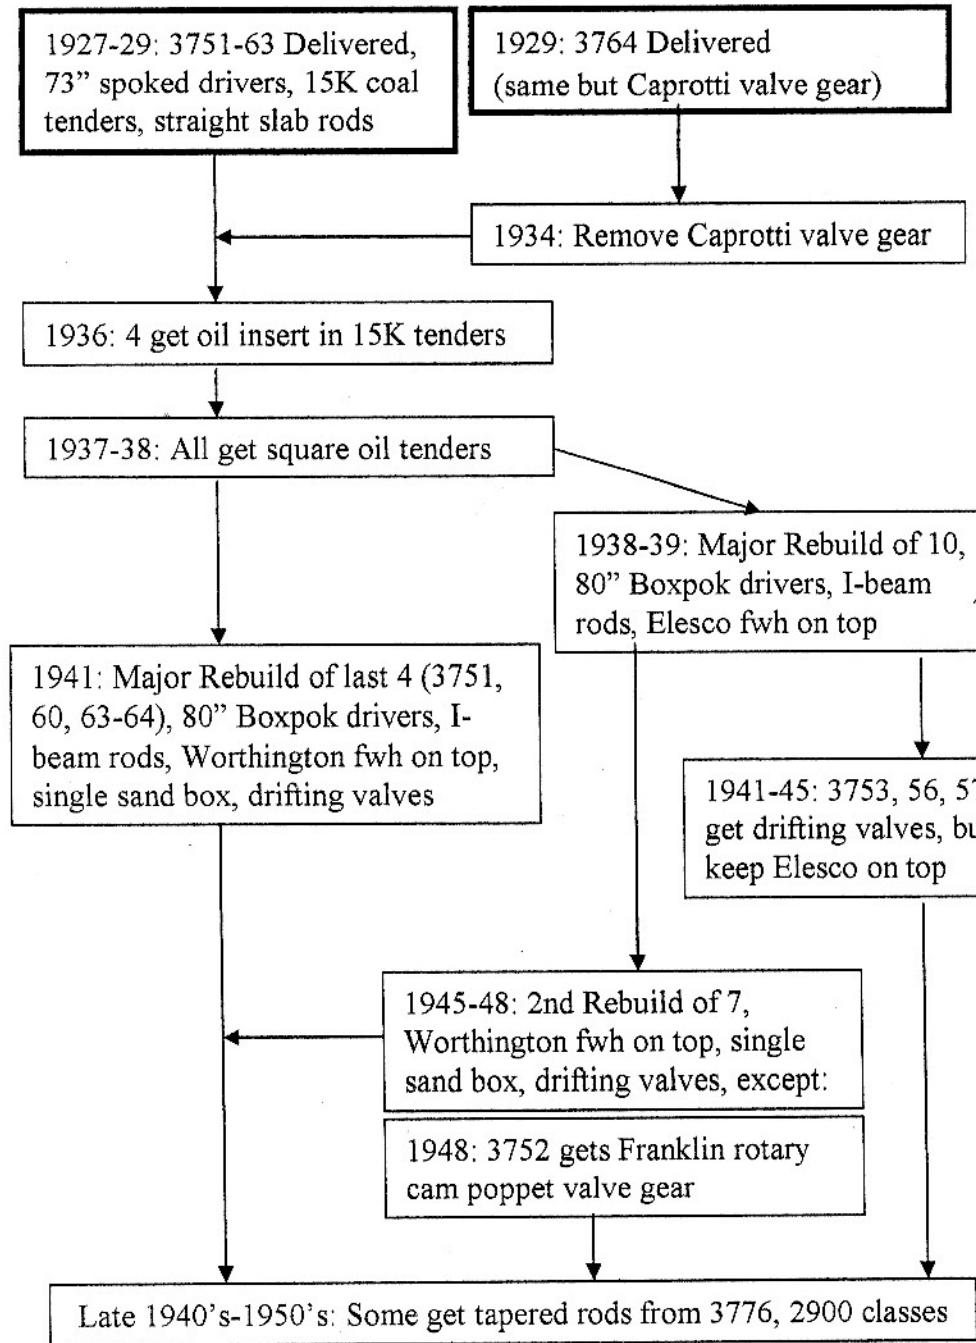 1927-29: 3751-63 Delivered,
73” spoked drivers, 15K coal
tenders, straight slab rods
1929: 3764 Delivered
(same but Caprotti valve gear)
1934: Remove Caprotti valve gear
1936: 4 get oil insert in 15K tenders
1937-38: All get square oil tenders
1938-39: Major Rebuild of 10,
80” Boxpok drivers, I-beam
rods, Elesco fwh on top
1941: Major Rebuild of last 4 (3751,
60, 63-64), 80” Boxpok drivers, I-
beam rods, Worthington fwh on top,
single sand box, drifting valves
1941-45: 3753, 56, 57
get drifting valves, bu
keep Elesco on top
1945-48: 2nd Rebuild of 7,
Worthington fwh on top, single
sand box, drifting valves, except:
1948: 3752 gets Franklin rotary
cam poppet valve gear
Late 1940’s-1950’s: Some get tapered rods from 3776, 2900 classes